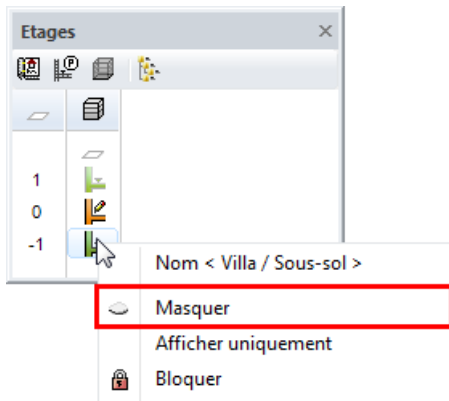 Etages
1
0
-1
Nom < Villa / Sous-sol >
Masquer
Afficher uniquement
Bloquer